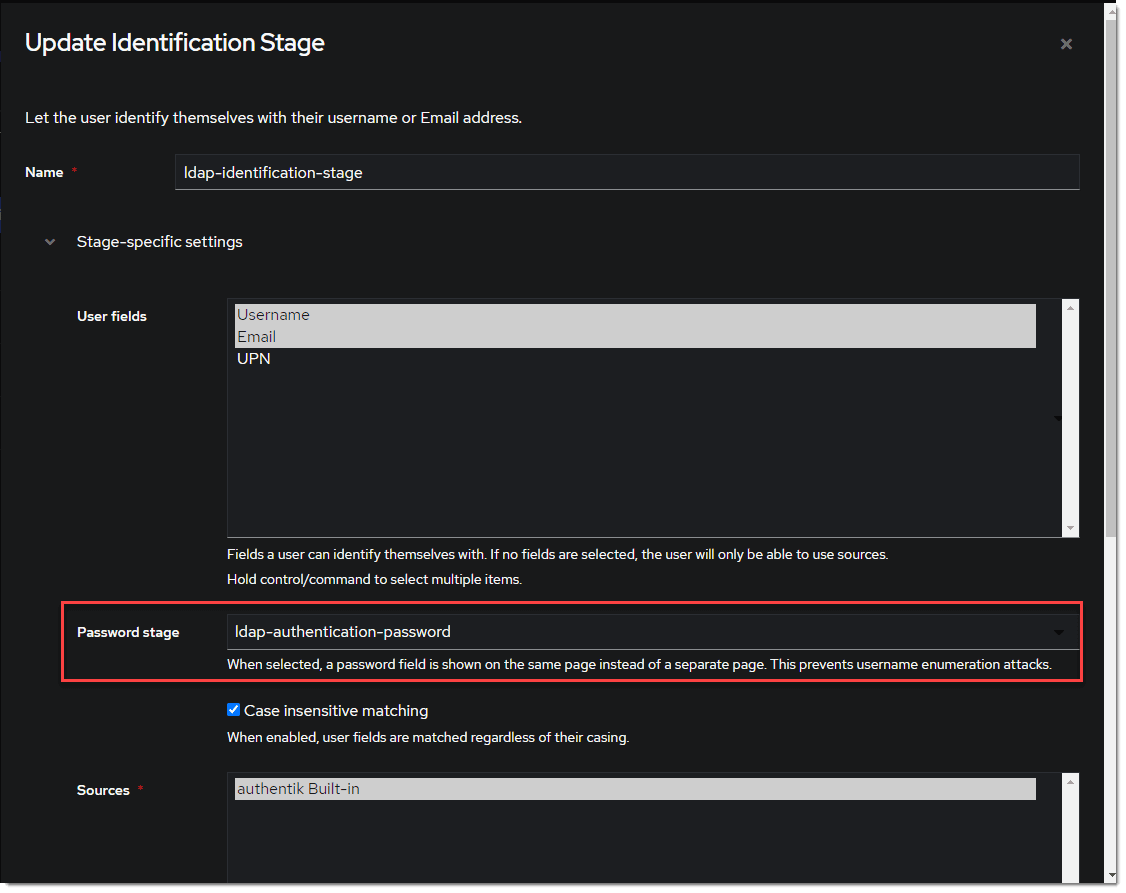 Update Identification Stage
Let the user identify themselves with their username or Email address.
Name *
ldap-identification-stage
Stage-specific settings
User fields
Username
Email
UPN
Fields a user can identify themselves with. If no fields are selected, the user will only be able to use sources.
Hold control/command to select multiple items.
Password stage
ldap-authentication-password
When selected, a password field is shown on the same page instead of a separate page. This prevents username enumeration attacks.
Case insensitive matching
When enabled, user fields are matched regardless of their casing.
Sources *
authentik Built-in